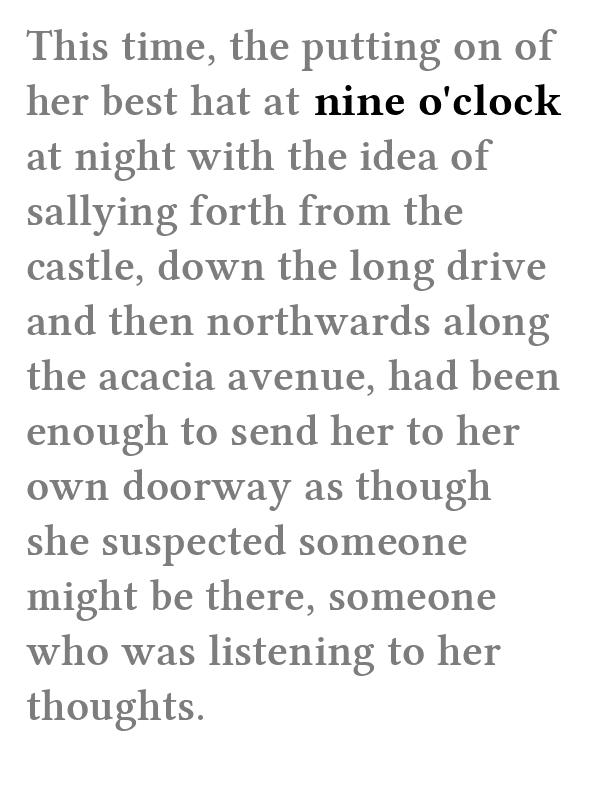 This time, the putting on of
her best hat at nine o'clock
at night with the idea of
sallying forth from the
castle, down the long drive
and then northwards along
the acacia avenue, had been
enough to send her to her
own doorway as though
she suspected someone
might be there, someone
who was listening to her
thoughts.